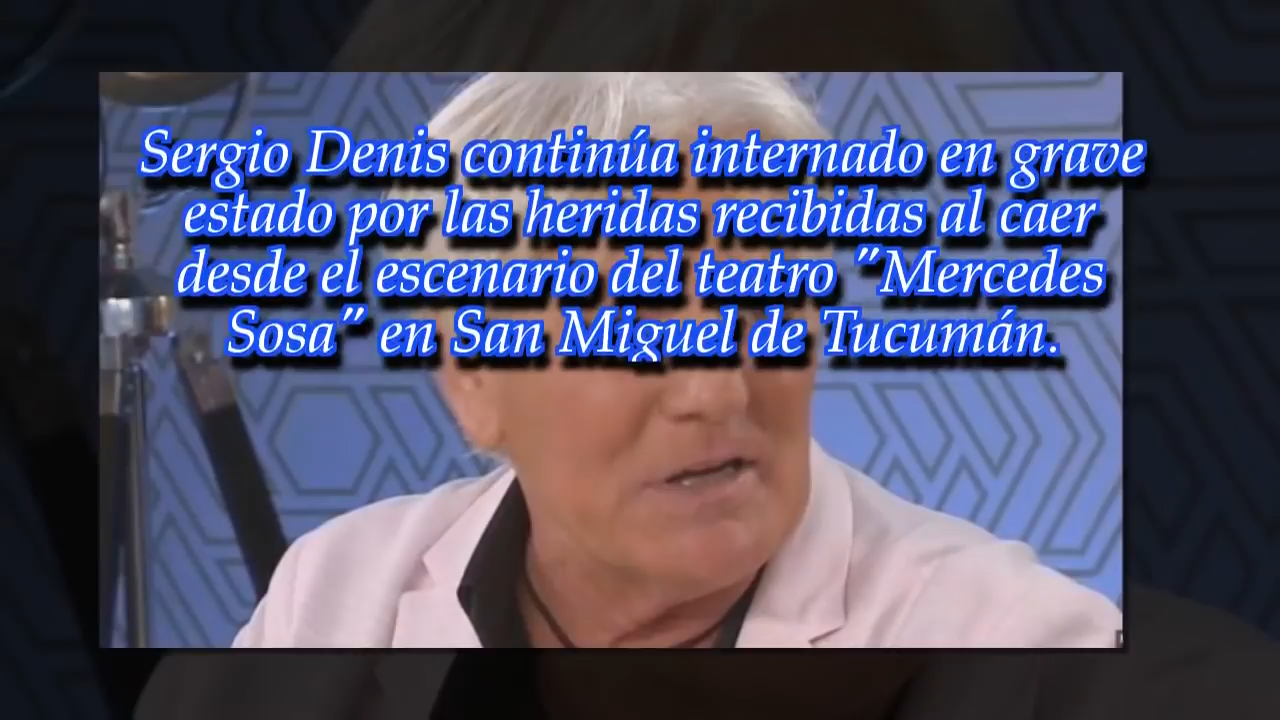 Sergio Denis continúa internado en grave
estado por las heridas recibidas al caer
desde el escenario del teatro "Mercedes
Sosa" en San Miguel de Tucumán.